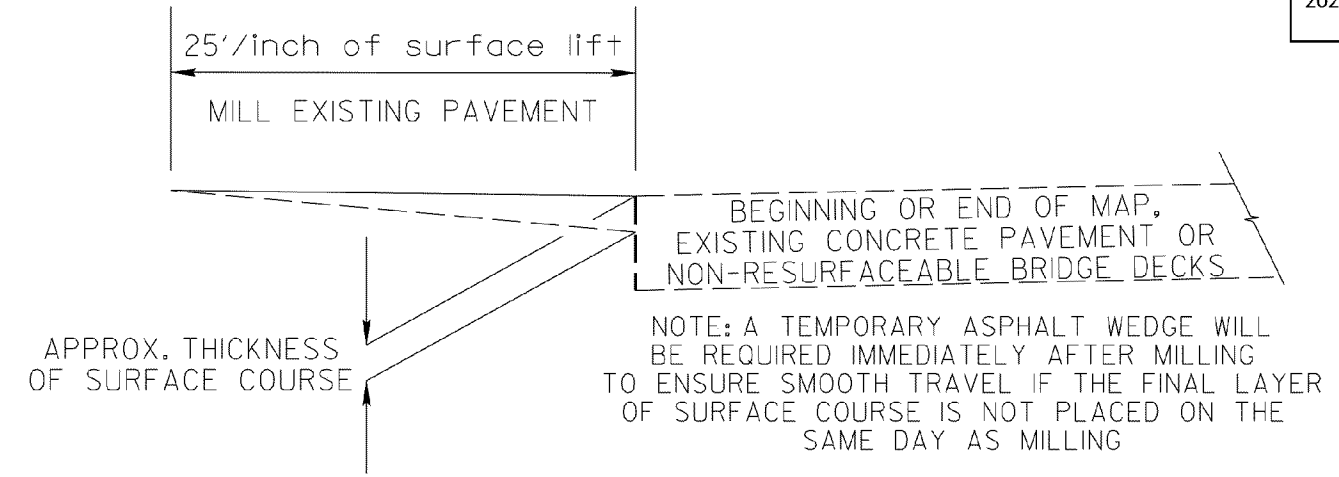 202
25'/inch of surface lift
MILL EXISTING PAVEMENT
BEGINNING OR END OF MAP,
EXISTING CONCRETE PAVEMENT OR
NON-RESURFACEABLE BRIDGE DECKS
APPROX. THICKNESS
OF SURFACE COURSE
NOTE: A TEMPORARY ASPHALT WEDGE WILL
BE REQUIRED IMMEDIATELY AFTER MILLING
TO ENSURE SMOOTH TRAVEL IF THE FINAL LAYER
OF SURFACE COURSE IS NOT PLACED ON THE
SAME DAY AS MILLING